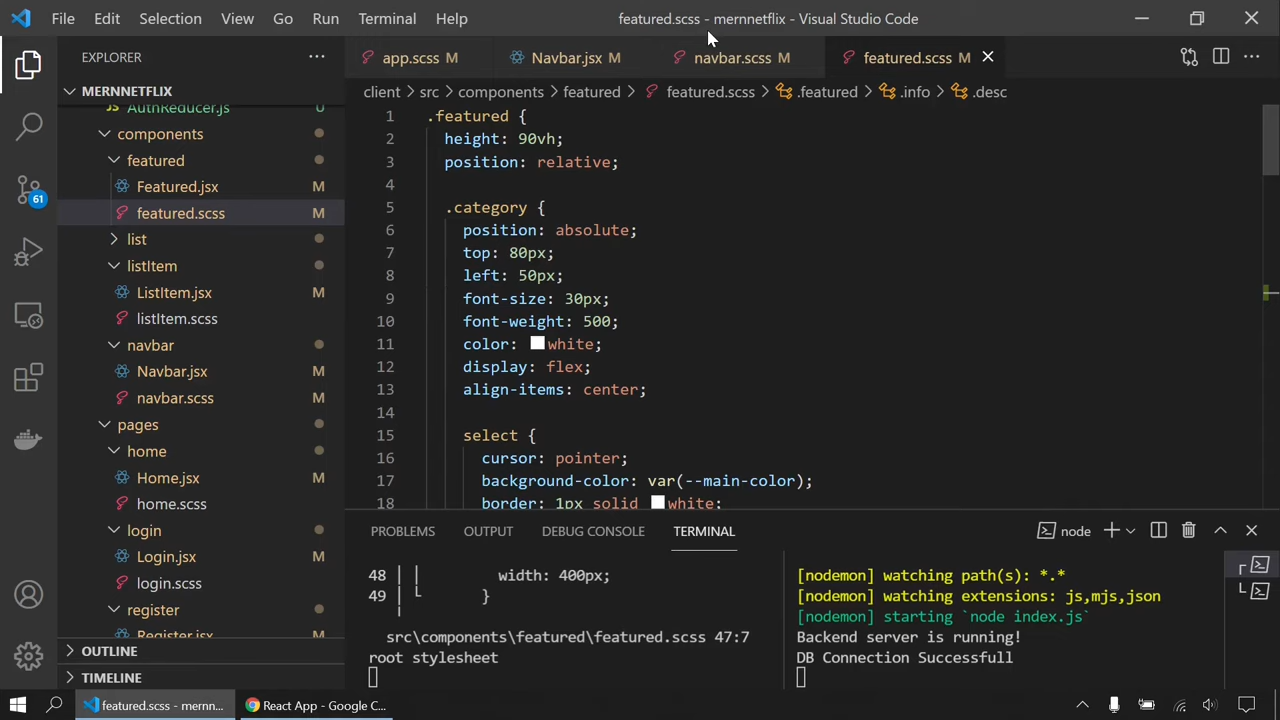 File Edit Selection View Go Run Terminal Help featured.scss - mernnetflix - Visual Studio Code
EXPLORER
MERNNETFLIX
AuthReducer.js U
components
featured
Featured.jsx M
featured.scss M
list
listItem
ListItem.jsx M
listItem.scss
navbar
Navbar.jsx M
navbar.scss
pages
home
Home.jsx M
home.scss
login
Login.jsx M
login.scss
register
Register.jsx M
OUTLINE
TIMELINE
61
app.scss M Navbar.jsx M navbar.scss M featured.scss M
client > src > components > featured > featured.scss > .featured > .info > .desc
1 .featured {
2 height: 90vh;
3 position: relative;
4
5 .category {
6 position: absolute;
7 top: 80px;
8 left: 50px;
9 font-size: 30px;
10 font-weight: 500;
11 color: white;
12 display: flex;
13 align-items: center;
14
15 select {
16 cursor: pointer;
17 background-color: var(--main-color);
18 border: 1px solid white;
PROBLEMS OUTPUT DEBUG CONSOLE TERMINAL node
48 │ │ width: 400px;
49 │ └ }
src\components\featured\featured.scss 47:7
root stylesheet
[nodemon] watching path(s): *.*
[nodemon] watching extensions: js,mjs,json
[nodemon] starting `node index.js`
Backend server is running!
DB Connection Successfull
featured.scss - mernn... React App - Google C...